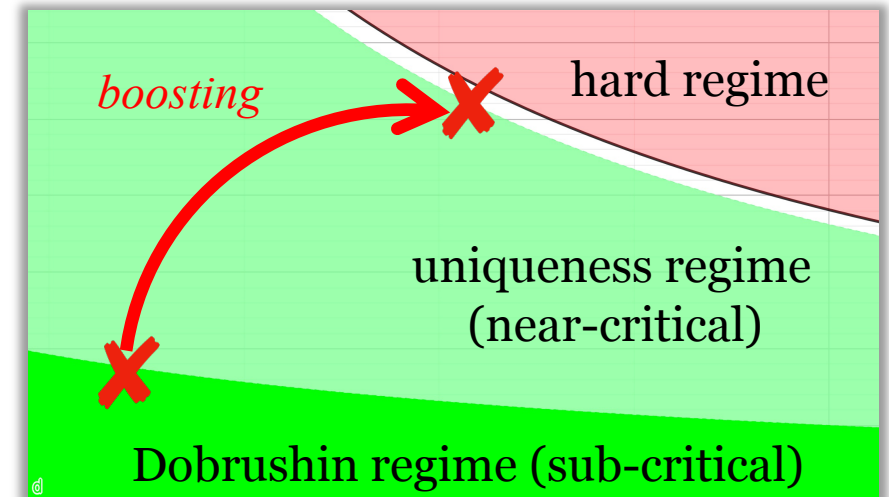 boosting
hard regime
uniqueness regime
(near-critical)
Dobrushin regime (sub-critical)
d